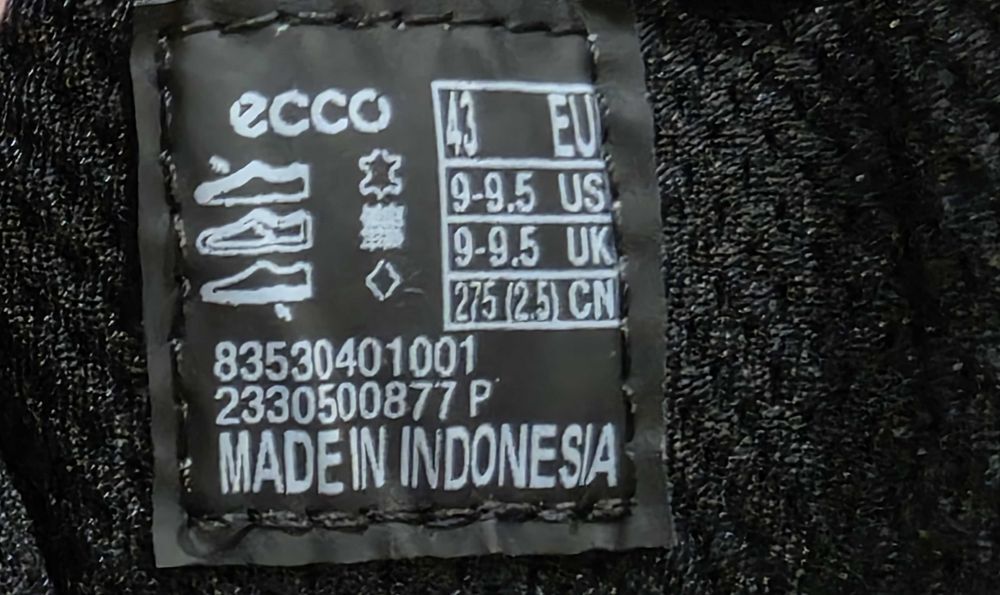 ecco
43 EU
9-9.5 US
9-9.5 UK
275 (2.5) CN
83530401001
2330500877 P
MADE IN INDONESIA